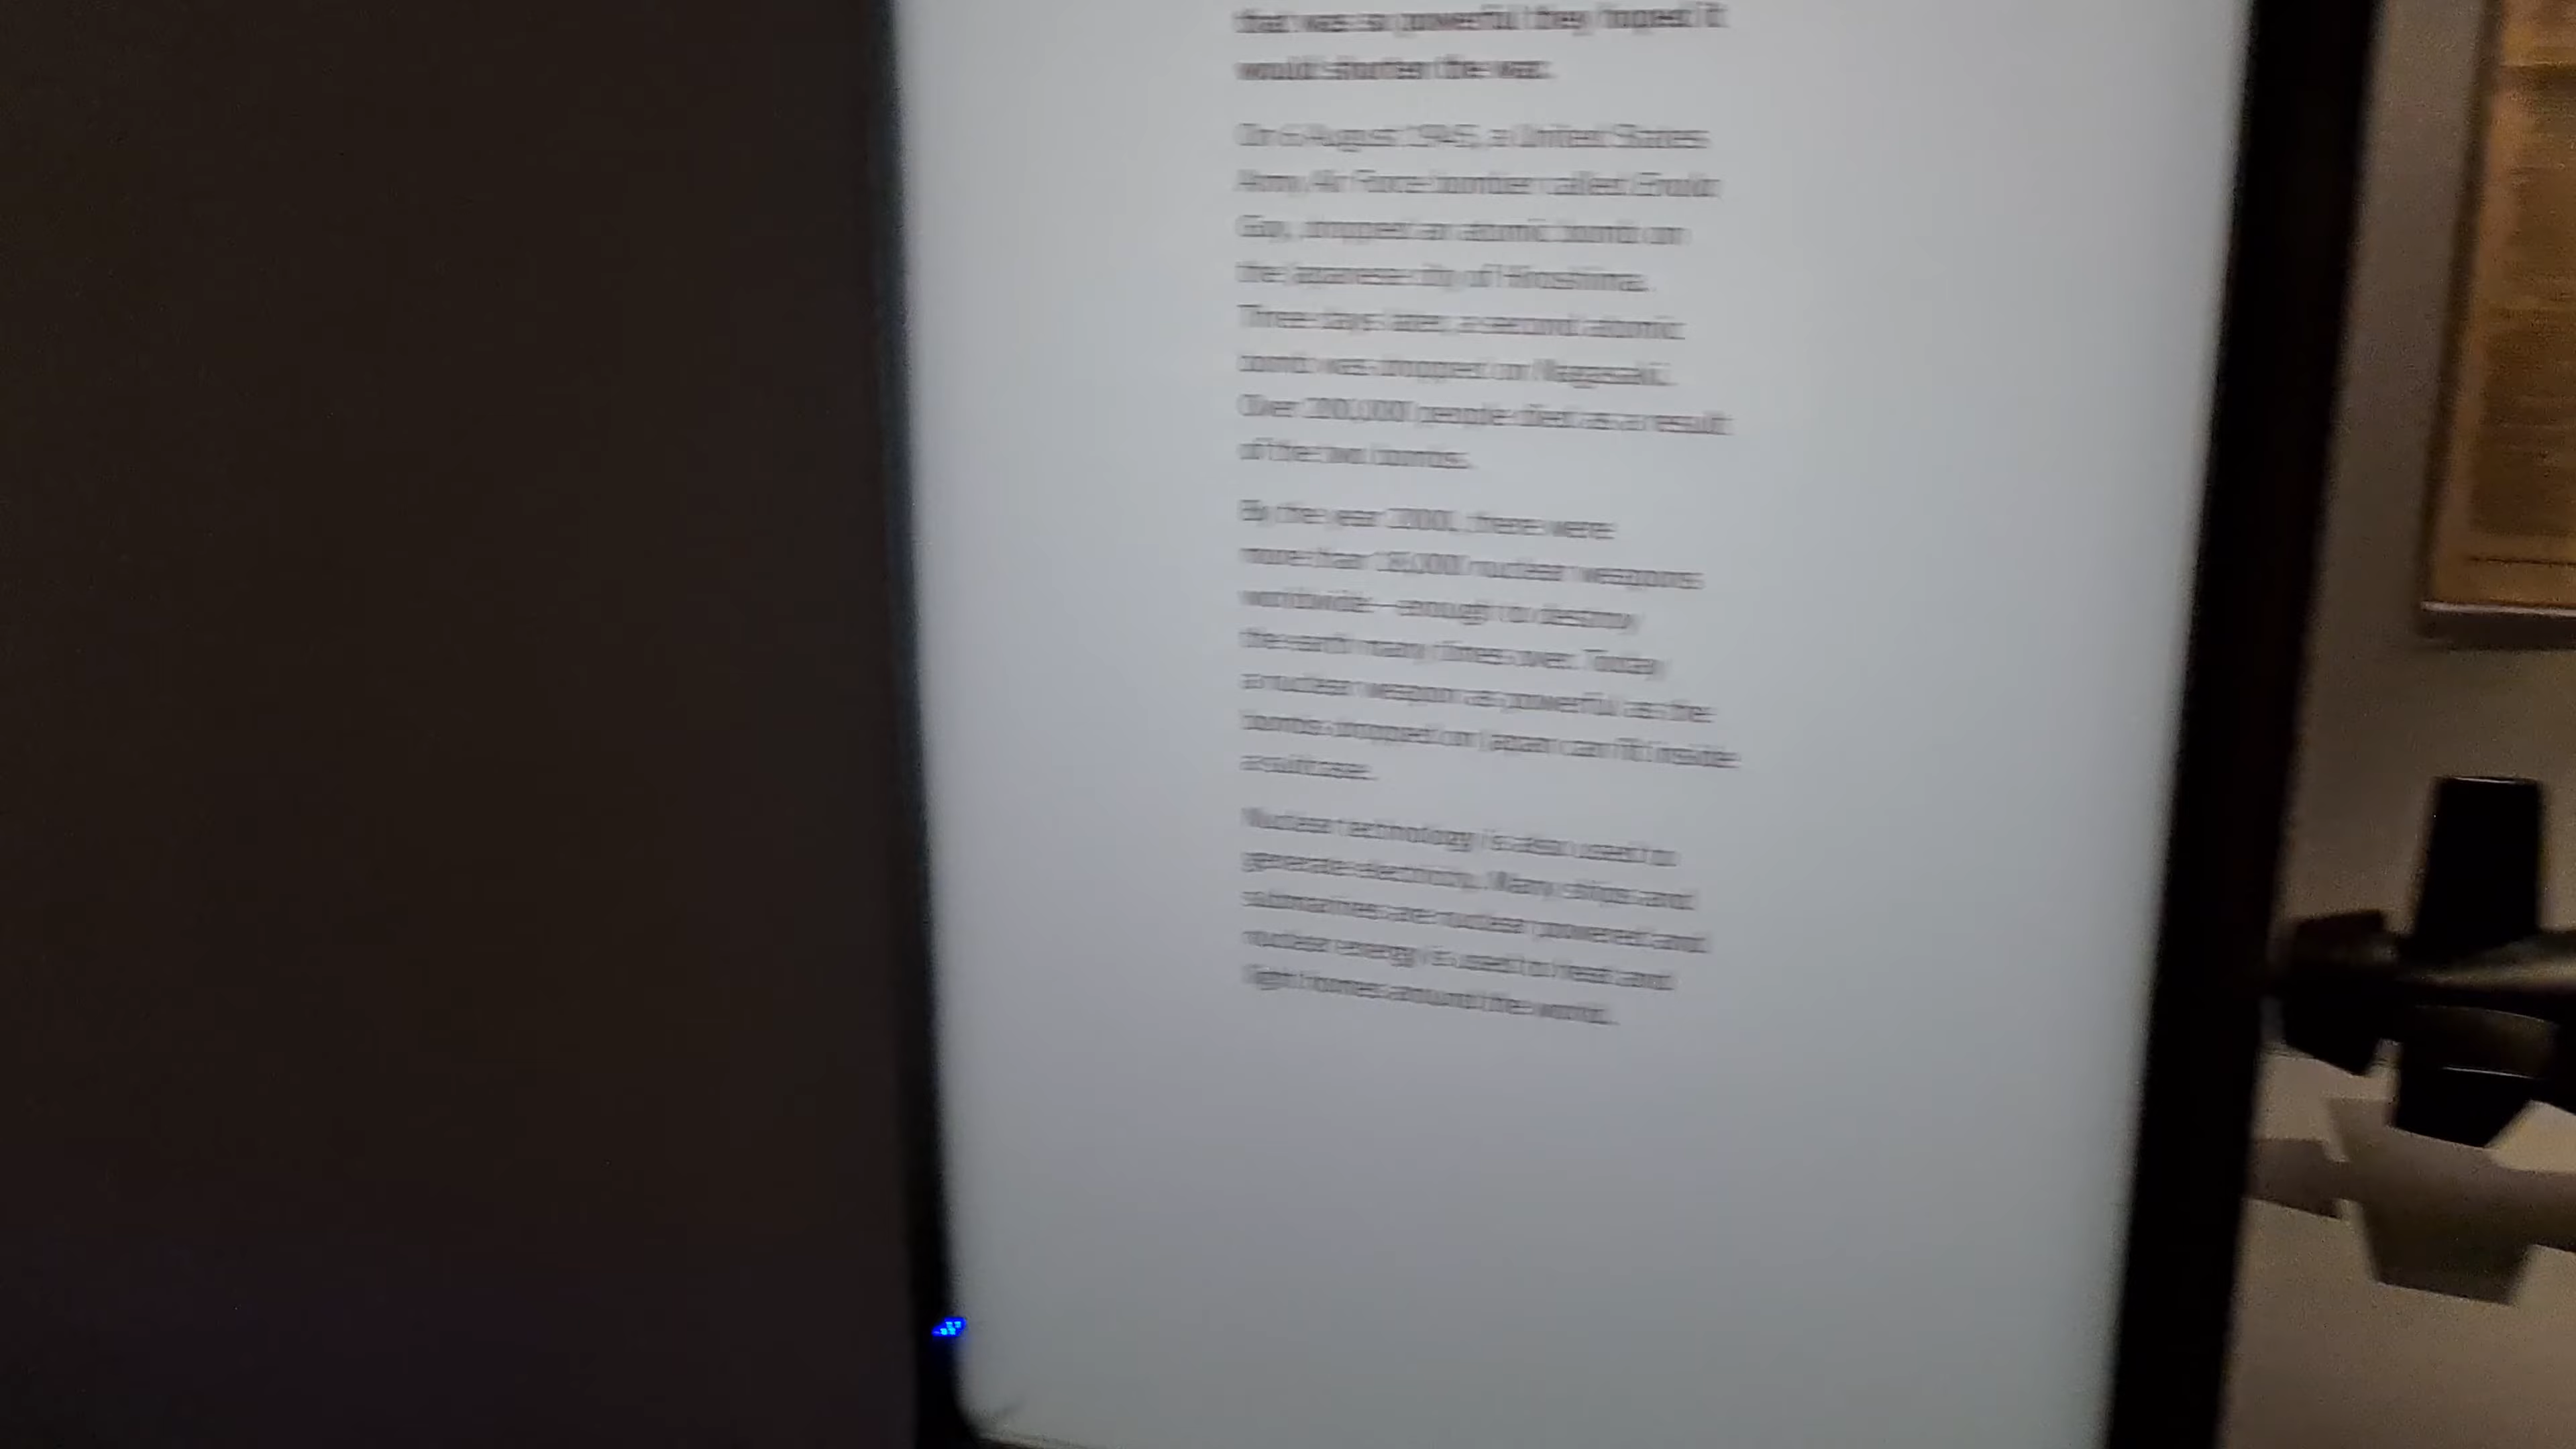 that was so powerful they hoped it
would shorten the war.
On 6 August 1945, a United States
Army Air Force bomber called Enola
Gay, dropped an atomic bomb on
the Japanese city of Hiroshima.
Three days later, a second atomic
bomb was dropped on Nagasaki.
Over people died as a result
of the two bombs.
By the year there were
more than nuclear weapons
worldwide—enough to destroy
the earth many times over. Today
a nuclear weapon as powerful as the
bombs dropped on Japan can fit inside
a suitcase.
Nuclear technology is also used to
generate electricity. Many ships and
submarines are nuclear powered and
nuclear energy is used to heat and
light homes around the world.